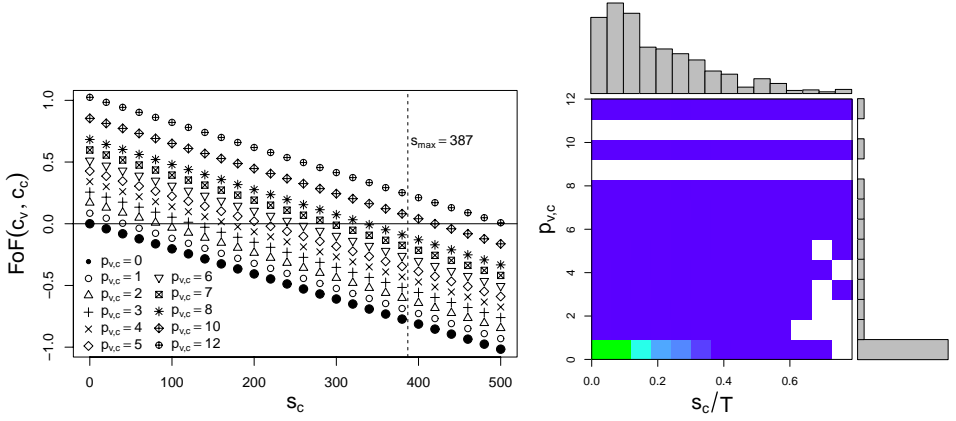 FoF(c_v, c_c)
1.0
0.5
0.0
−0.5
−1.0
s_max = 387
p_v,c = 0
p_v,c = 1
p_v,c = 2
p_v,c = 3
p_v,c = 4
p_v,c = 5
p_v,c = 6
p_v,c = 7
p_v,c = 8
p_v,c = 10
p_v,c = 12
0 100 200 300 400 500
s_c
p_v,c
12
10
8
6
4
2
0
0.0 0.2 0.4 0.6
s_c/T